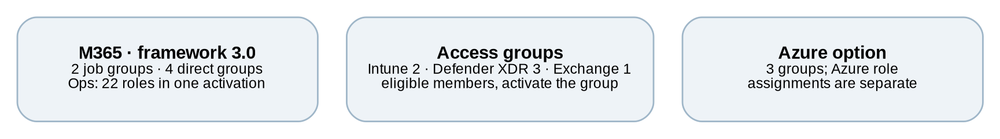 M365 · framework 3.0
2 job groups · 4 direct groups
Ops: 22 roles in one activation
Access groups
Intune 2 · Defender XDR 3 · Exchange 1
eligible members, activate the group
Azure option
3 groups; Azure role
assignments are separate